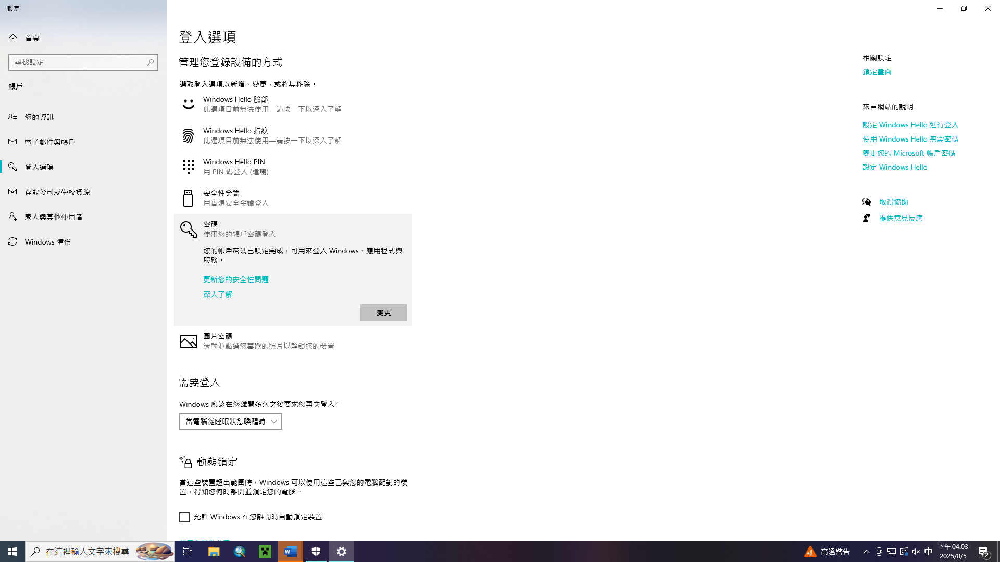 設定
首頁
尋找設定
帳戶
您的資訊
電子郵件與帳戶
登入選項
存取公司或學校資源
家人與其他使用者
Windows 備份
登入選項
管理您登錄設備的方式
選取登入選項以新增、變更，或將其移除。
Windows Hello 臉部
此選項目前無法使用—請按一下以深入了解
Windows Hello 指紋
此選項目前無法使用—請按一下以深入了解
Windows Hello PIN
用 PIN 碼登入 (建議)
安全性金鑰
用實體安全金鑰登入
密碼
使用您的帳戶密碼登入
您的帳戶密碼已設定完成，可用來登入 Windows、應用程式與
服務。
更新您的安全性問題
深入了解
變更
圖片密碼
滑動並點選您喜歡的照片以解鎖您的裝置
需要登入
Windows 應該在您離開多久之後要求您再次登入?
當電腦從睡眠狀態喚醒時
動態鎖定
當這些裝置超出範圍時，Windows 可以使用這些已與您的電腦配對的裝
置，得知您何時離開並鎖定您的電腦。
允許 Windows 在您離開時自動鎖定裝置
相關設定
鎖定畫面
來自網站的說明
設定 Windows Hello 進行登入
使用 Windows Hello 無需密碼
變更您的 Microsoft 帳戶密碼
設定 Windows Hello
取得協助
提供意見反應
在這裡輸入文字來搜尋
高溫警告
中
下午 04:03
2025/8/5
2